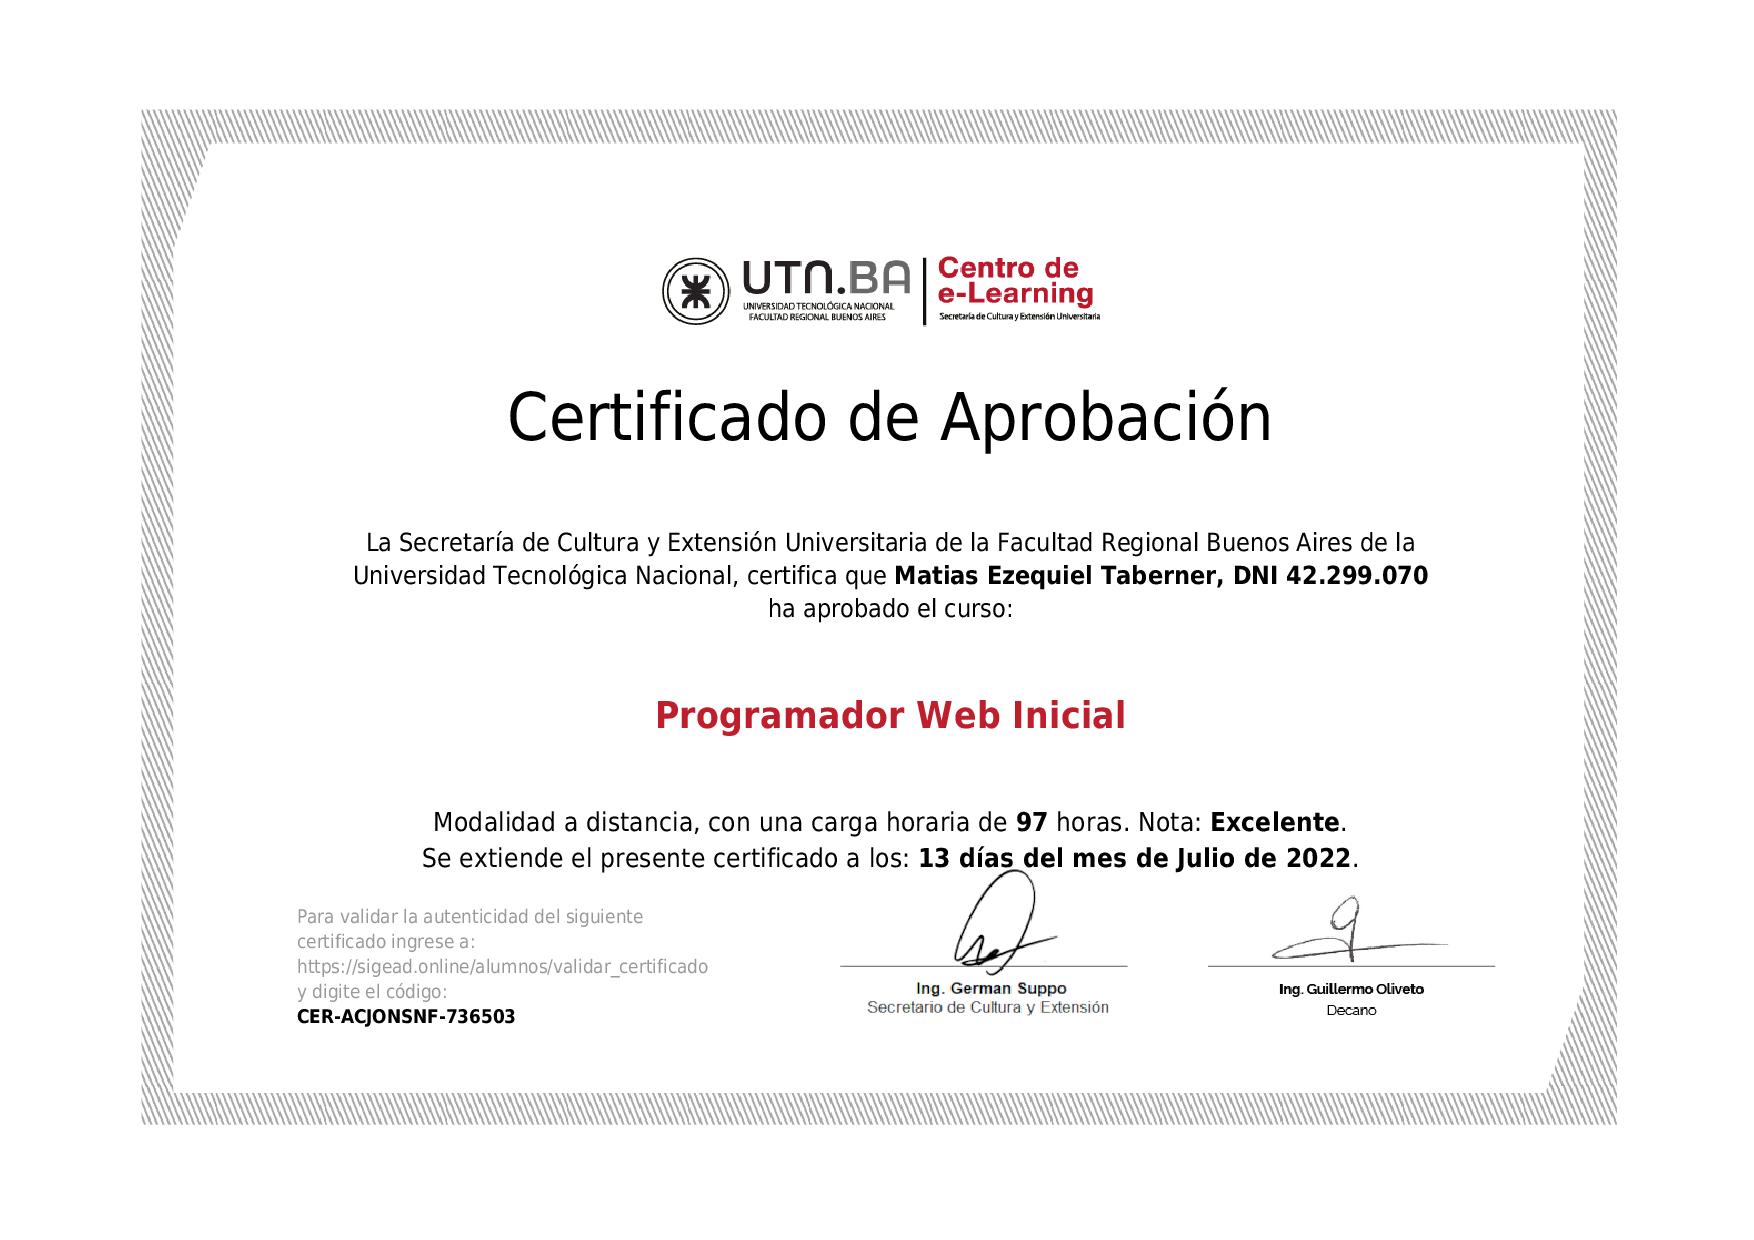 UTN.BA
UNIVERSIDAD TECNOLÓGICA NACIONAL
FACULTAD REGIONAL BUENOS AIRES
Centro de
e-Learning
Secretaría de Cultura y Extensión Universitaria
Certificado de Aprobación
La Secretaría de Cultura y Extensión Universitaria de la Facultad Regional Buenos Aires de la
Universidad Tecnológica Nacional, certifica que Matias Ezequiel Taberner, DNI 42.299.070
ha aprobado el curso:
Programador Web Inicial
Modalidad a distancia, con una carga horaria de 97 horas. Nota: Excelente.
Se extiende el presente certificado a los: 13 días del mes de Julio de 2022.
Para validar la autenticidad del siguiente
certificado ingrese a:
https://sigead.online/alumnos/validar_certificado
y digite el código:
CER-ACJONSNF-736503
Ing. German Suppo
Secretario de Cultura y Extensión
Ing. Guillermo Oliveto
Decano